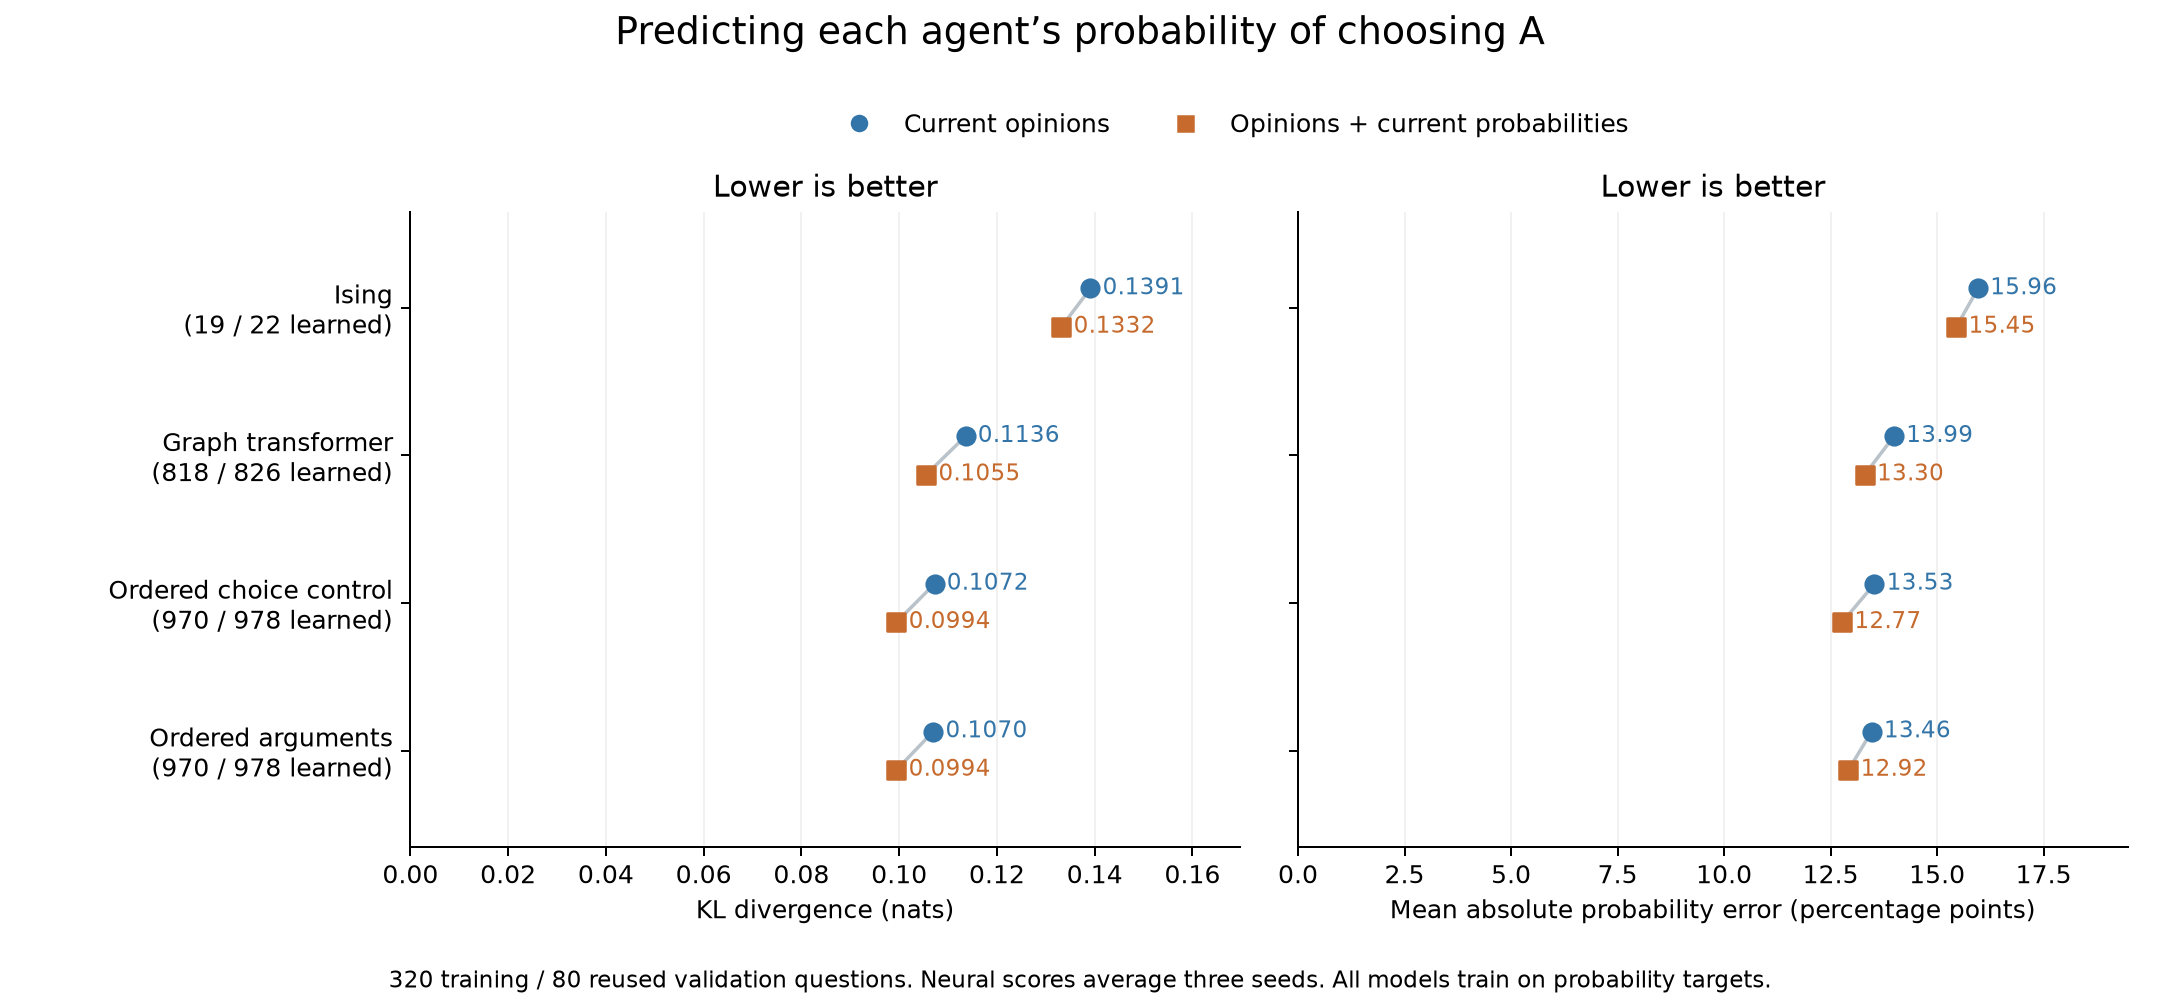 Predicting each agent’s probability of choosing A
Current opinions
Opinions + current probabilities
Lower is better
Lower is better
Ising
(19 / 22 learned)
0.1391
0.1332
15.96
15.45
Graph transformer
(818 / 826 learned)
0.1136
0.1055
13.99
13.30
Ordered choice control
(970 / 978 learned)
0.1072
0.0994
13.53
12.77
Ordered arguments
(970 / 978 learned)
0.1070
0.0994
13.46
12.92
0.00 0.02 0.04 0.06 0.08 0.10 0.12 0.14 0.16
KL divergence (nats)
0.0 2.5 5.0 7.5 10.0 12.5 15.0 17.5
Mean absolute probability error (percentage points)
320 training / 80 reused validation questions. Neural scores average three seeds. All models train on probability targets.